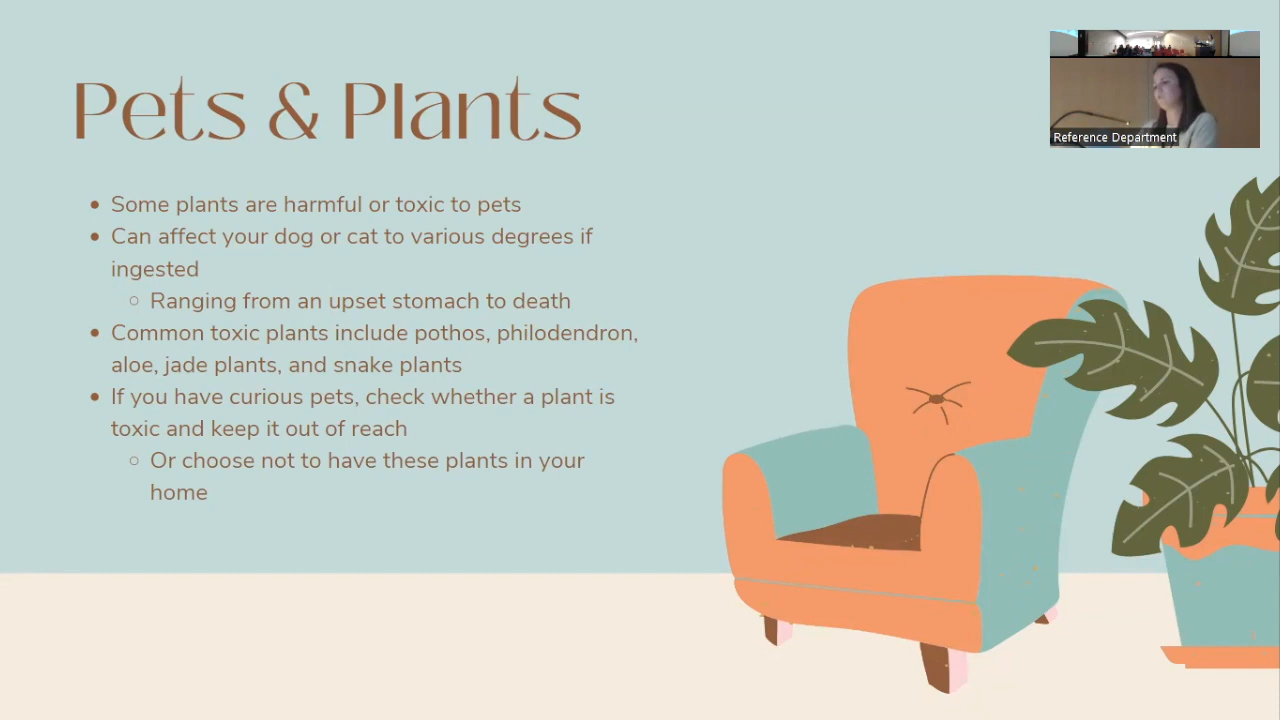 Pets & Plants
Reference Department
Some plants are harmful or toxic to pets
Can affect your dog or cat to various degrees if
ingested
Ranging from an upset stomach to death
Common toxic plants include pothos, philodendron,
aloe, jade plants, and snake plants
If you have curious pets, check whether a plant is
toxic and keep it out of reach
Or choose not to have these plants in your
home